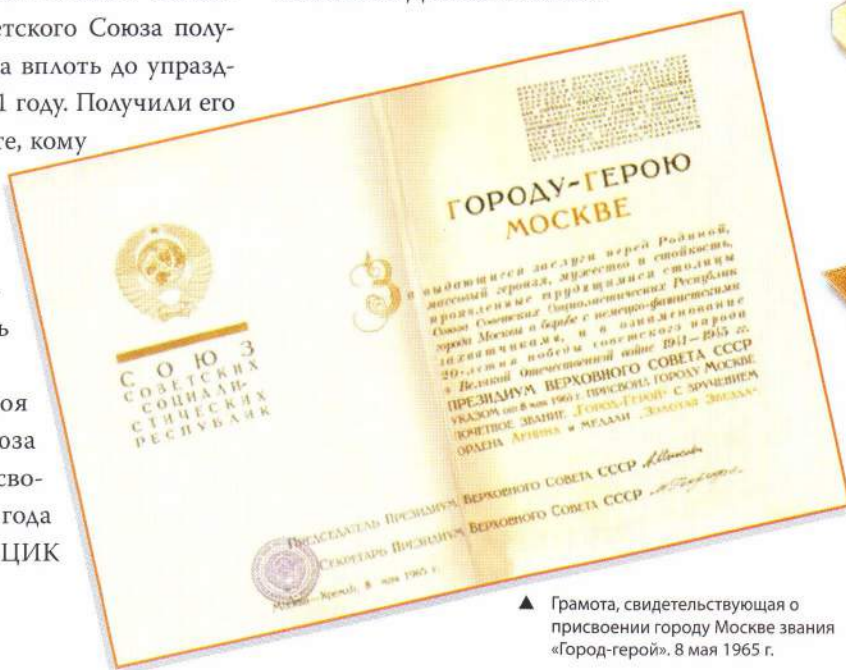 етского Союза полу-
а вплоть до упразд-
1 году. Получили его
те, кому
ь
оя
оза
сво-
года
ЦИК
СОЮЗ
СОВЕТСКИХ
СОЦИАЛИ-
СТИЧЕСКИХ
РЕСПУБЛИК
ГОРОДУ-ГЕРОЮ
МОСКВЕ
За выдающиеся заслуги перед Родиной,
массовый героизм, мужество и стойкость,
проявленные трудящимися столицы
Союза Советских Социалистических Республик
города Москвы в борьбе с немецко-фашистскими
захватчиками, и в ознаменование
20-летия победы советского народа
в Великой Отечественной войне 1941–1945 гг.
ПРЕЗИДИУМ ВЕРХОВНОГО СОВЕТА СССР
УКАЗОМ от 8 мая 1965 г. ПРИСВОИЛ ГОРОДУ МОСКВЕ
ПОЧЕТНОЕ ЗВАНИЕ „ГОРОД-ГЕРОЙ“ С ВРУЧЕНИЕМ
ОРДЕНА ЛЕНИНА и МЕДАЛИ „ЗОЛОТАЯ ЗВЕЗДА“
ПРЕДСЕДАТЕЛЬ ПРЕЗИДИУМА ВЕРХОВНОГО СОВЕТА СССР
СЕКРЕТАРЬ ПРЕЗИДИУМА ВЕРХОВНОГО СОВЕТА СССР
Москва—Кремль, 8 мая 1965 г.
▲ Грамота, свидетельствующая о
присвоении городу Москве звания
«Город-герой». 8 мая 1965 г.